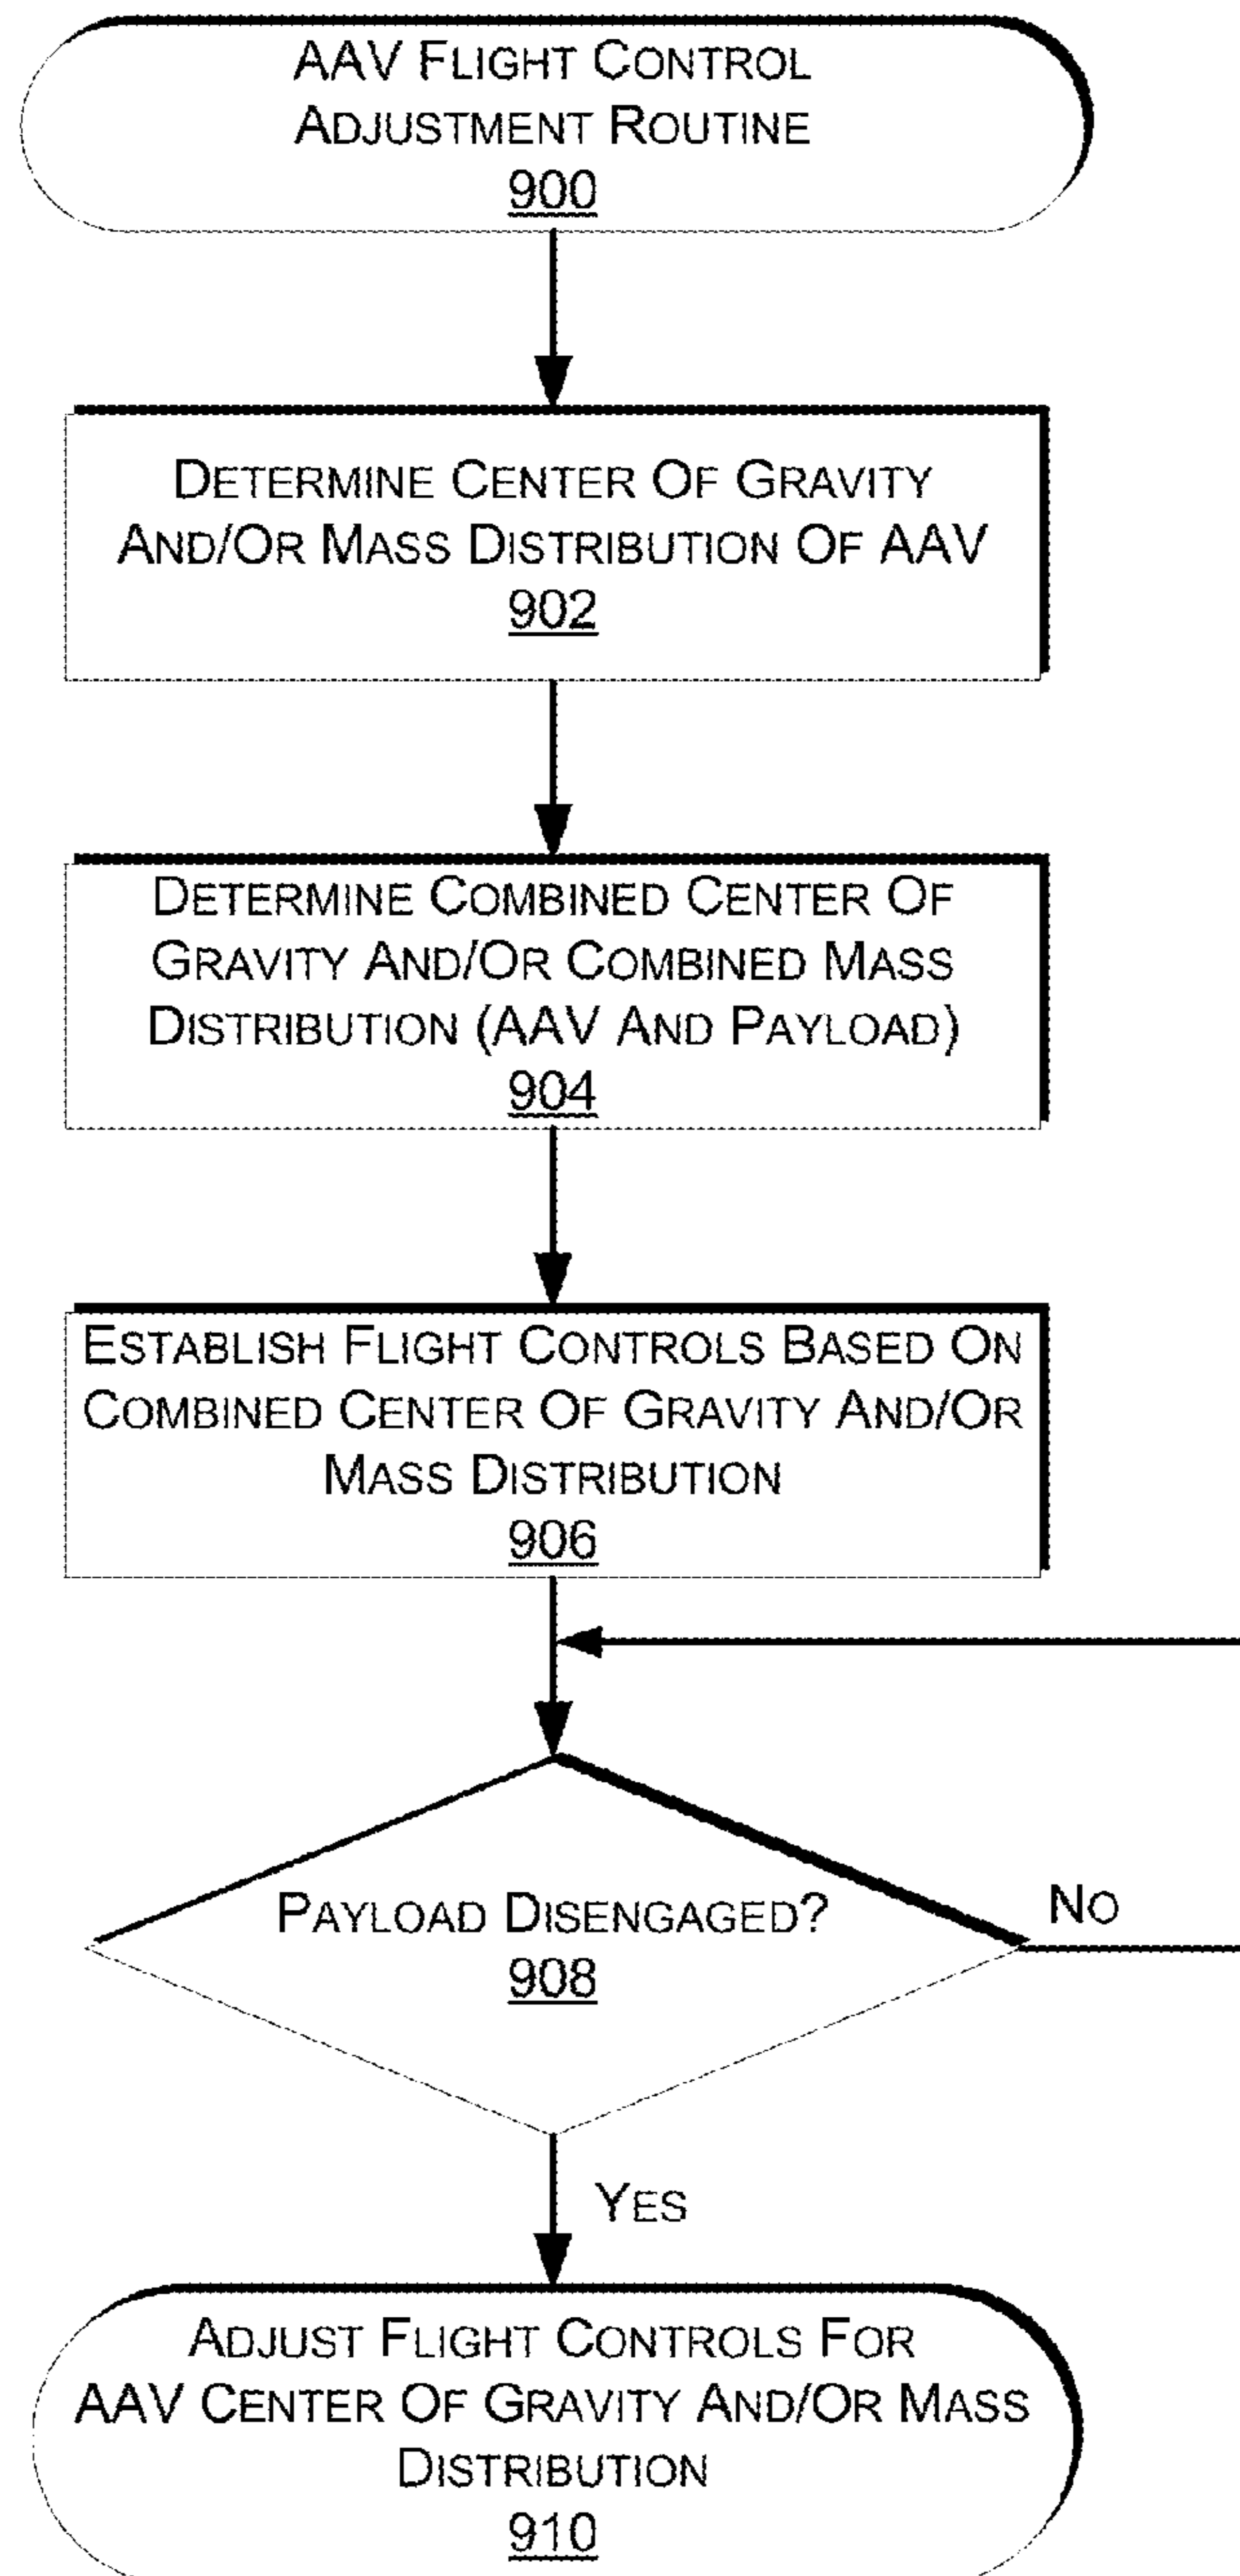 AAV FLIGHT CONTROL
ADJUSTMENT ROUTINE
900
DETERMINE CENTER OF GRAVITY
AND/OR MASS DISTRIBUTION OF AAV
902
DETERMINE COMBINED CENTER OF
GRAVITY AND/OR COMBINED MASS
DISTRIBUTION (AAV AND PAYLOAD)
904
ESTABLISH FLIGHT CONTROLS BASED ON
COMBINED CENTER OF GRAVITY AND/OR
MASS DISTRIBUTION
906
PAYLOAD DISENGAGED?
908
NO
YES
ADJUST FLIGHT CONTROLS FOR
AAV CENTER OF GRAVITY AND/OR MASS
DISTRIBUTION
910